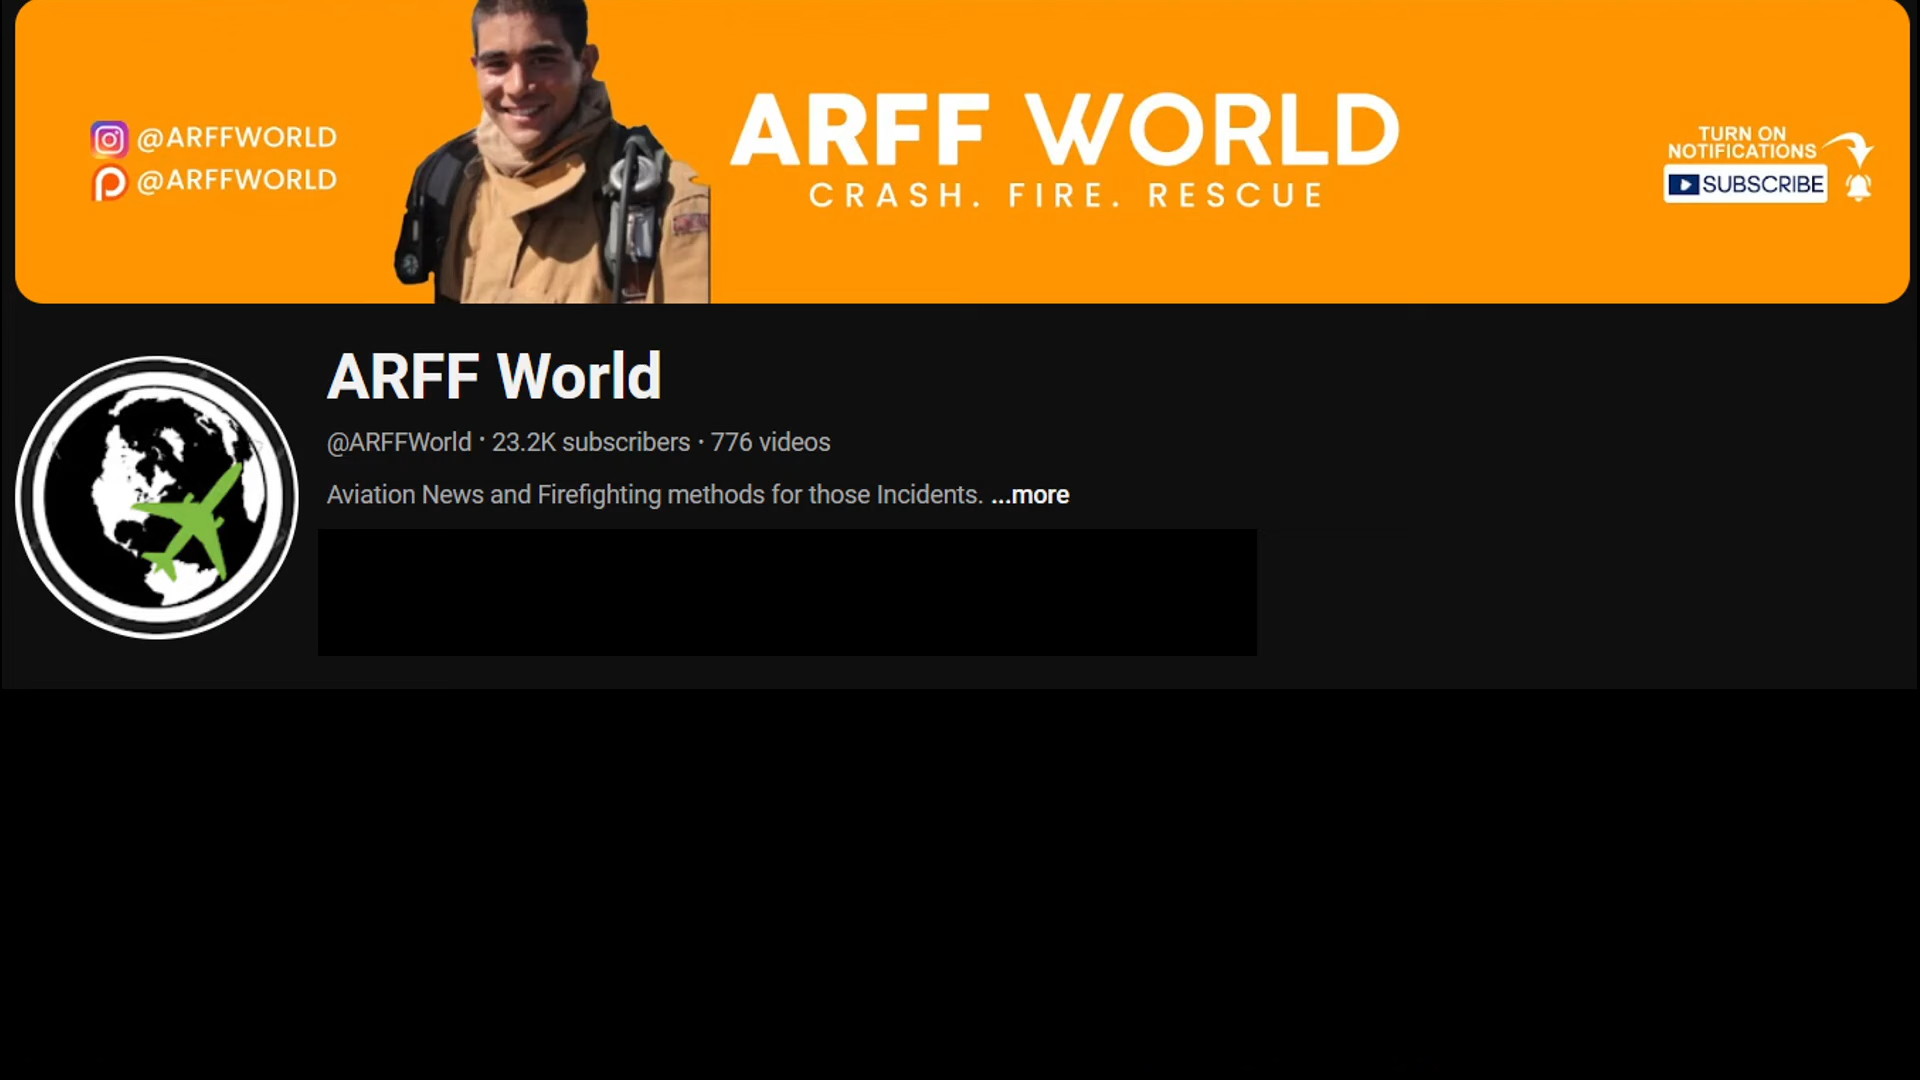 @ARFFWORLD
@ARFFWORLD
ARFF WORLD
CRASH. FIRE. RESCUE
TURN ON
NOTIFICATIONS
SUBSCRIBE
ARFF World
@ARFFWorld · 23.2K subscribers · 776 videos
Aviation News and Firefighting methods for those Incidents. ...more